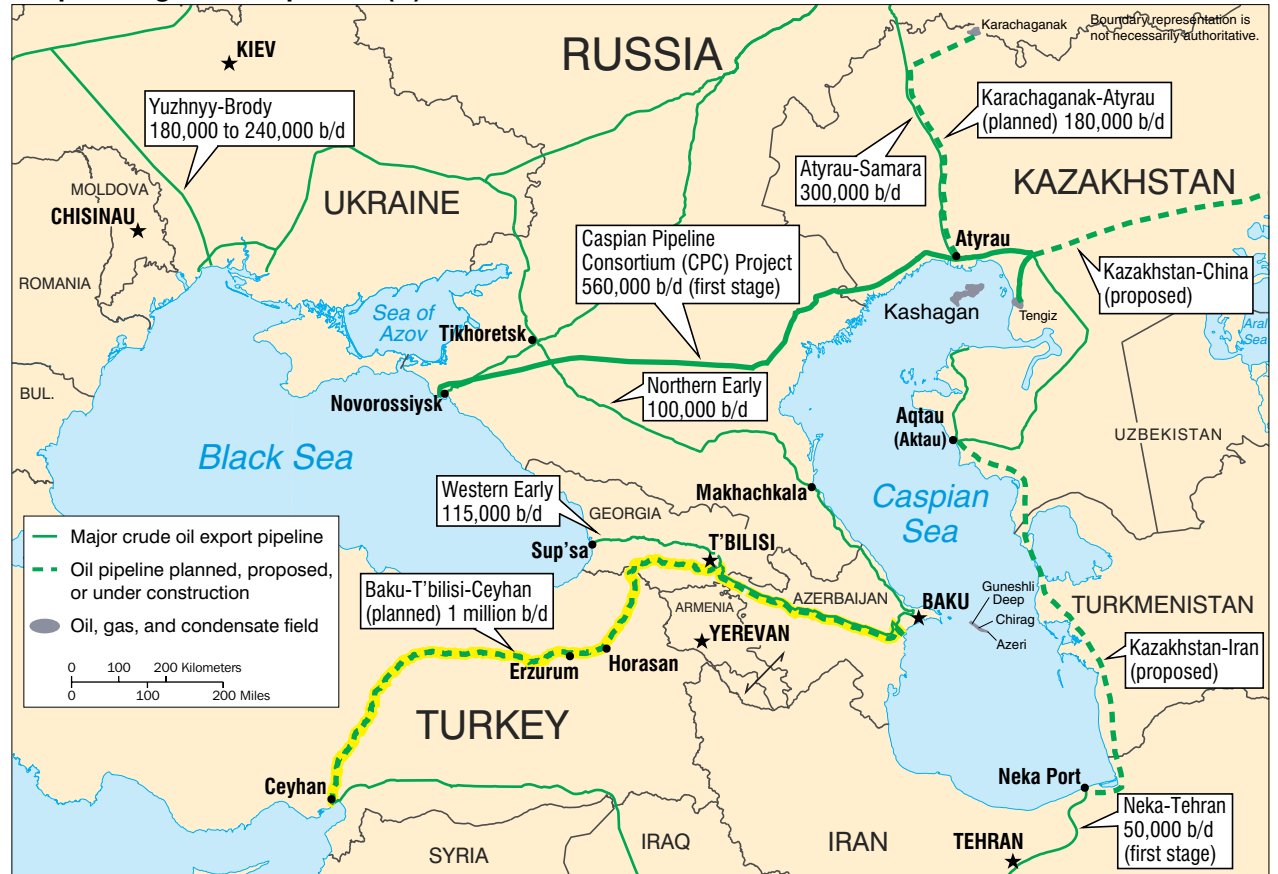 Boundary representation is
not necessarily authoritative.
Karachaganak
KIEV
RUSSIA
Yuzhnyy-Brody
180,000 to 240,000 b/d
Karachaganak-Atyrau
(planned) 180,000 b/d
Atyrau-Samara
300,000 b/d
MOLDOVA
CHISINAU
UKRAINE
KAZAKHSTAN
Caspian Pipeline
Consortium (CPC) Project
560,000 b/d (first stage)
Atyrau
Kazakhstan-China
(proposed)
ROMANIA
Kashagan
Tengiz
Sea of
Azov
Tikhoretsk
Aral
Sea
BUL.
Novorossiysk
Northern Early
100,000 b/d
Aqtau
(Aktau)
UZBEKISTAN
Black Sea
Makhachkala
Caspian
Sea
Western Early
115,000 b/d
GEORGIA
Sup'sa
T'BILISI
Major crude oil export pipeline
Oil pipeline planned, proposed,
or under construction
Oil, gas, and condensate field
0 100 200 Kilometers
0 100 200 Miles
Baku-T'bilisi-Ceyhan
(planned) 1 million b/d
ARMENIA
AZERBAIJAN
BAKU
Guneshli
Deep
Chirag
Azeri
TURKMENISTAN
YEREVAN
Erzurum
Horasan
Kazakhstan-Iran
(proposed)
TURKEY
Ceyhan
Neka Port
Neka-Tehran
50,000 b/d
(first stage)
SYRIA
IRAQ
IRAN
TEHRAN